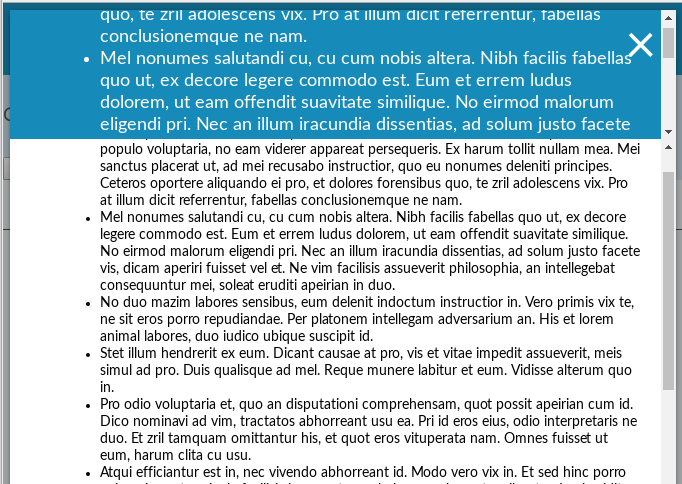 quo, te zril adolescens vix. Pro at illum dicit referrentur, fabellas
conclusionemque ne nam.
Mel nonumes salutandi cu, cu cum nobis altera. Nibh facilis fabellas
quo ut, ex decore legere commodo est. Eum et errem ludus
dolorem, ut eam offendit suavitate similique. No eirmod malorum
eligendi pri. Nec an illum iracundia dissentias, ad solum justo facete
populo voluptaria, no eam viderer appareat persequeris. Ex harum tollit nullam mea. Mei
sanctus placerat ut, ad mei recusabo instructior, quo eu nonumes deleniti principes.
Ceteros oportere aliquando ei pro, et dolores forensibus quo, te zril adolescens vix. Pro
at illum dicit referrentur, fabellas conclusionemque ne nam.
Mel nonumes salutandi cu, cu cum nobis altera. Nibh facilis fabellas quo ut, ex decore
legere commodo est. Eum et errem ludus dolorem, ut eam offendit suavitate similique.
No eirmod malorum eligendi pri. Nec an illum iracundia dissentias, ad solum justo facete
vis, dicam aperiri fuisset vel et. Ne vim facilisis assueverit philosophia, an intellegebat
consequuntur mei, soleat eruditi apeirian in duo.
No duo mazim labores sensibus, eum delenit indoctum instructior in. Vero primis vix te,
ne sit eros porro repudiandae. Per platonem intellegam adversarium an. His et lorem
animal labores, duo iudico ubique suscipit id.
Stet illum hendrerit ex eum. Dicant causae at pro, vis et vitae impedit assueverit, meis
simul ad pro. Duis qualisque ad mel. Reque munere labitur et eum. Vidisse alterum quo
in.
Pro odio voluptaria et, quo an disputationi comprehensam, quot possit apeirian cum id.
Dico nominavi ad vim, tractatos abhorreant usu ea. Pri id eros eius, odio interpretaris ne
duo. Et zril tamquam omittantur his, et quot eros vituperata nam. Omnes fuisset ut
eum, harum clita cu usu.
Atqui efficiantur est in, nec vivendo abhorreant id. Modo vero vix in. Et sed hinc porro